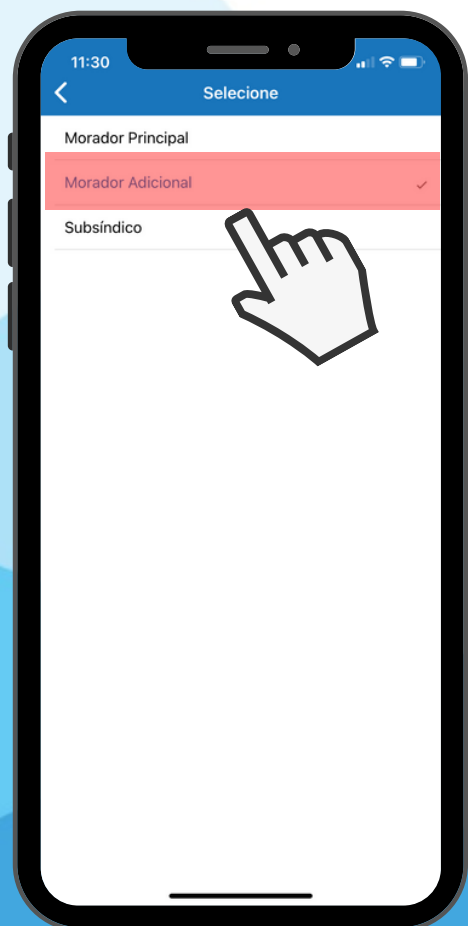 11:30
Selecione
Morador Principal
Morador Adicional
Subsíndico